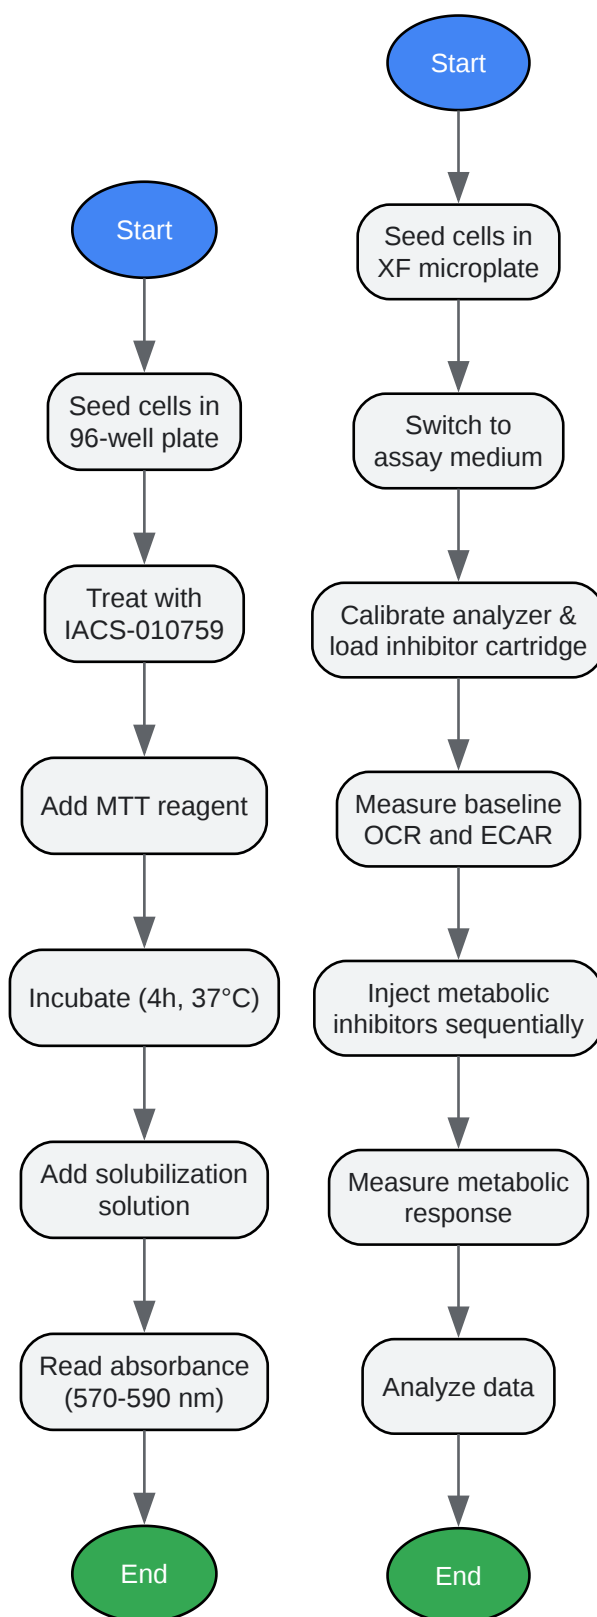 Start
Seed cells in
96-well plate
Treat with
IACS-010759
Add MTT reagent
Incubate (4h, 37°C)
Add solubilization
solution
Read absorbance
(570-590 nm)
End
Start
Seed cells in
XF microplate
Switch to
assay medium
Calibrate analyzer &
load inhibitor cartridge
Measure baseline
OCR and ECAR
Inject metabolic
inhibitors sequentially
Measure metabolic
response
Analyze data
End